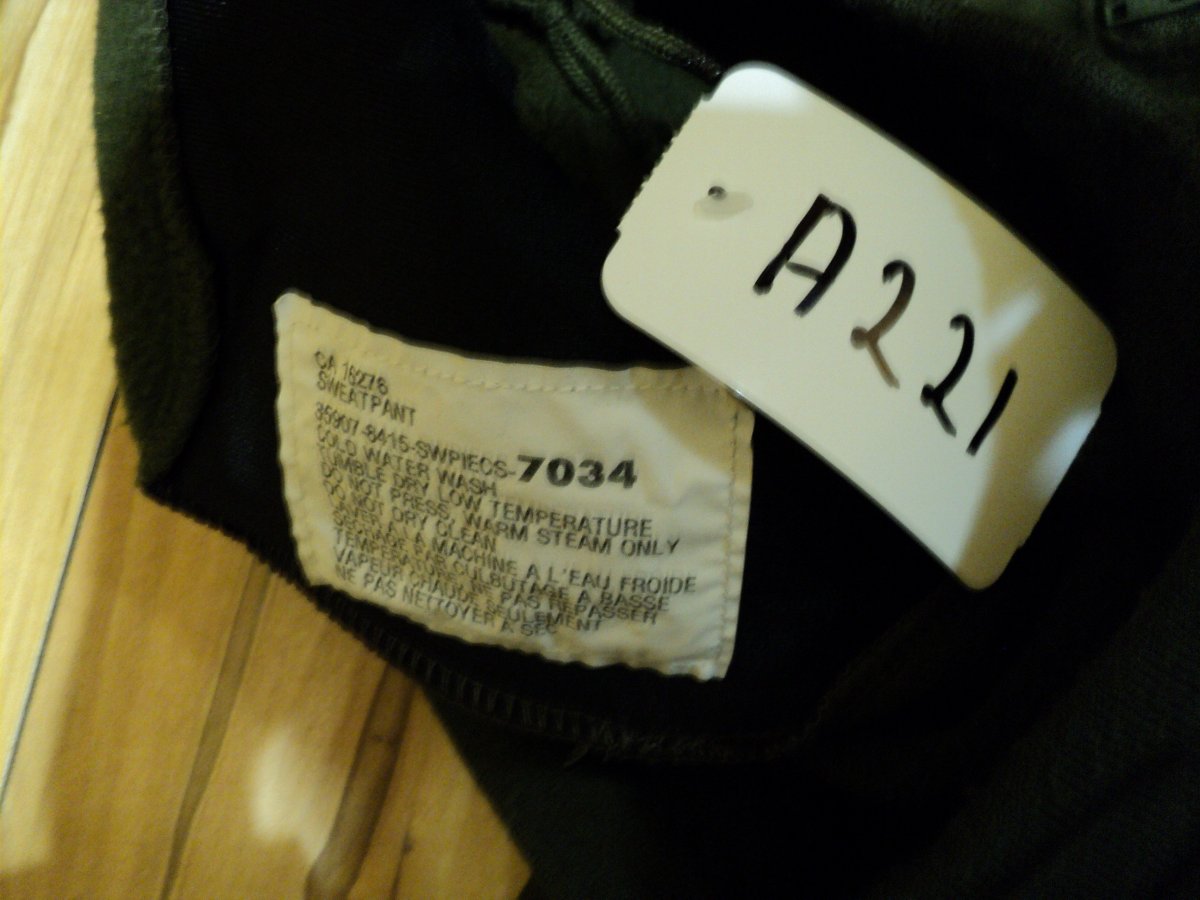 A221
CA 16276
SWEATPANT
35907-8415-SWPIECS-7034
COLD WATER WASH
TUMBLE DRY LOW TEMPERATURE
DO NOT PRESS, WARM STEAM ONLY
DO NOT DRY CLEAN
LAVER A LA MACHINE A L'EAU FROIDE
PAR CULBUTAGE A BASSE
TEMPERATURE, NE PAS REPASSER
VAPEUR CHAUDE SEULEMENT
NE PAS NETTOYER A SEC